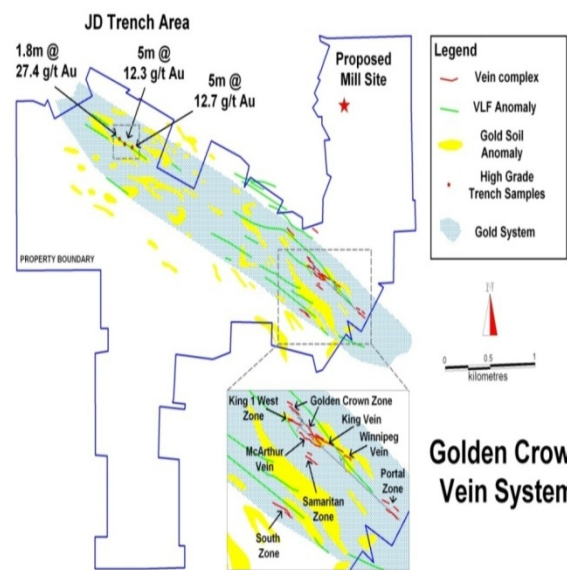 JD Trench Area
1.8m @
27.4 g/t Au
5m @
12.3 g/t Au
5m @
12.7 g/t Au
Proposed
Mill Site
Legend
Vein complex
VLF Anomaly
Gold Soil
Anomaly
High Grade
Trench Samples
Gold System
PROPERTY BOUNDARY
N
0 0.5 1
kilometres
King 1 West
Zone
Golden Crown Zone
King Vein
Winnipeg
Vein
McArthur
Vein
Samaritan
Zone
Portal
Zone
South
Zone
Golden Crow
Vein System